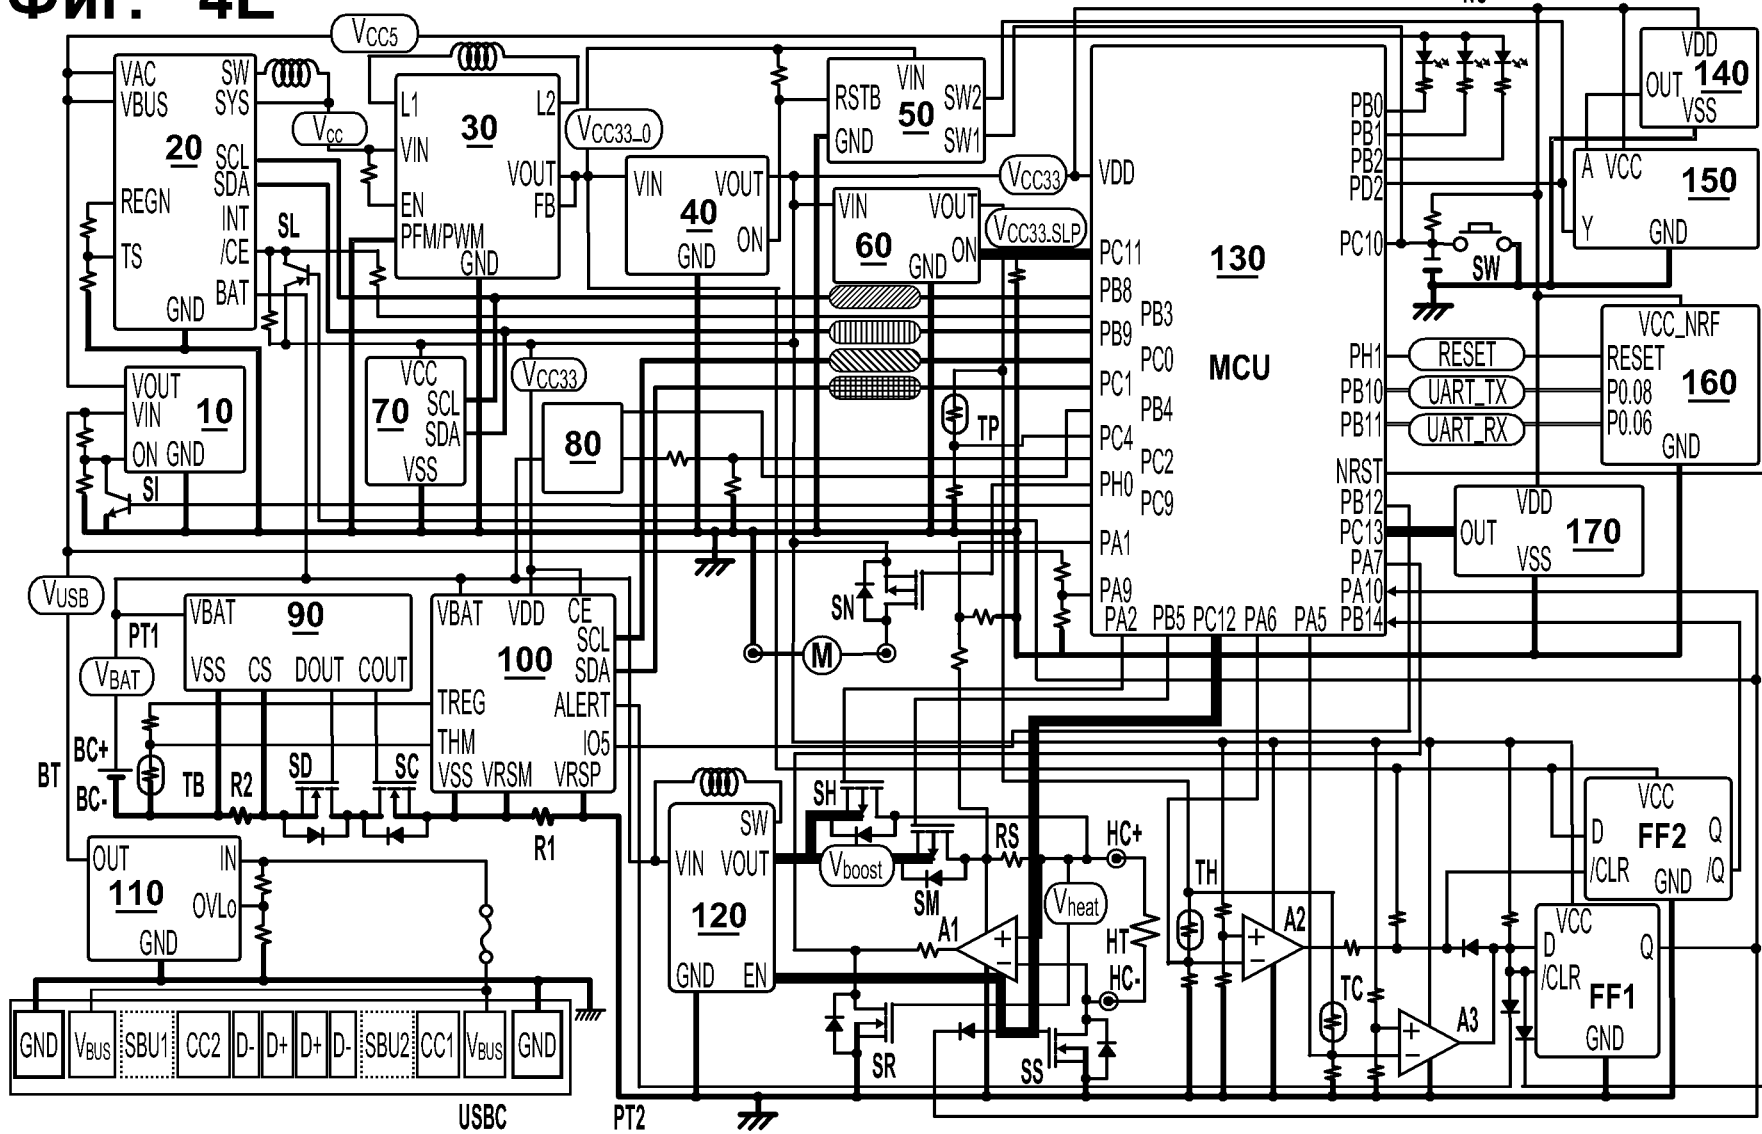 Фиг. 4E
VCC5
VAC
VBUS
SW
SYS
20
SCL
SDA
REGN
INT
/CE
TS
BAT
GND
Vcc
SL
L1
L2
30
VIN
VOUT
EN
FB
PFM/PWM
GND
VCC33_0
VIN
VOUT
40
ON
GND
VIN
RSTB
50
SW2
SW1
GND
VCC33
VIN
VOUT
60
ON
GND
VCC33-SLP
VDD
PC11
PB8
PB3
PB9
PC0
PC1
PB4
PC4
PC2
PH0
PC9
PA1
PA9
PA2
PB5
PC12
PA6
PA5
130
MCU
PB0
PB1
PB2
PD2
PC10
PH1
PB10
PB11
NRST
PB12
PC13
PA7
PA10
PB14
SW
VDD
OUT
140
VSS
A
VCC
150
Y
GND
VCC_NRF
RESET
RESET
160
UART_TX
P0.08
UART_RX
P0.06
GND
VDD
OUT
170
VSS
VOUT
VIN
10
ON
GND
SI
VCC
70
SCL
SDA
VSS
VCC33
80
TP
SN
M
VUSB
PT1
VBAT
VBAT
90
VSS
CS
DOUT
COUT
VBAT
VDD
CE
SCL
100
SDA
TREG
ALERT
THM
IO5
VSS
VRSM
VRSP
BC+
BT
BC-
TB
R2
SD
SC
R1
OUT
IN
110
OVLo
GND
SW
VIN
VOUT
120
GND
EN
SH
Vboost
SM
RS
HC+
Vheat
A1
+
−
HT
HC-
SR
SS
TH
A2
+
−
TC
A3
+
−
VCC
D
FF2
Q
/CLR
GND
/Q
VCC
D
Q
/CLR
FF1
GND
GND
VBUS
SBU1
CC2
D-
D+
D+
D-
SBU2
CC1
VBUS
GND
USBC
PT2